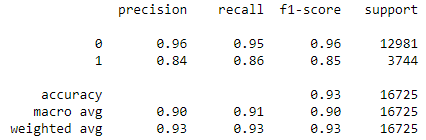 precision recall f1-score support
0 0.96 0.95 0.96 12981
1 0.84 0.86 0.85 3744
accuracy 0.93 16725
macro avg 0.90 0.91 0.90 16725
weighted avg 0.93 0.93 0.93 16725